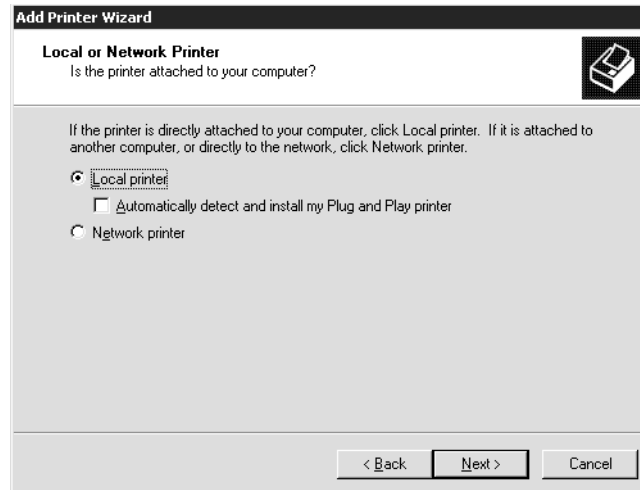 Add Printer Wizard
Local or Network Printer
Is the printer attached to your computer?
If the printer is directly attached to your computer, click Local printer. If it is attached to
another computer, or directly to the network, click Network printer.
Local printer
Automatically detect and install my Plug and Play printer
Network printer
< Back
Next >
Cancel